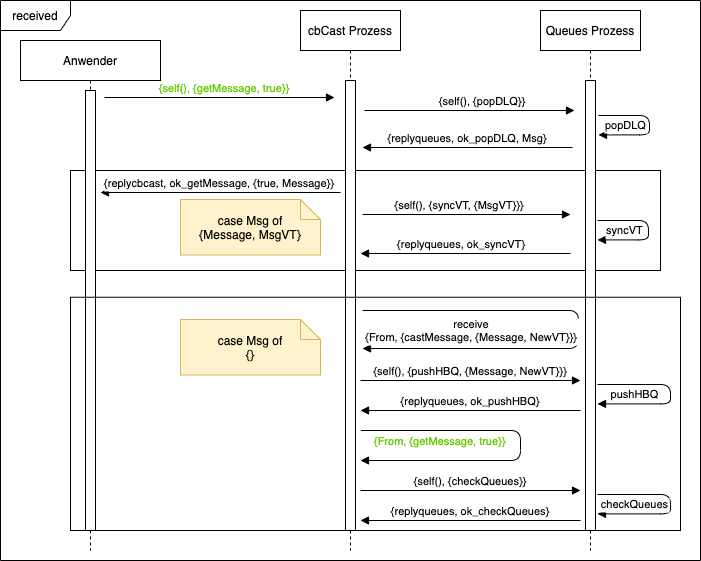 received
cbCast Prozess
Queues Prozess
Anwender
{self(), {getMessage, true}}
{self(), {popDLQ}}
popDLQ
{replyqueues, ok_popDLQ, Msg}
{replycbcast, ok_getMessage, {true, Message}}
case Msg of
{Message, MsgVT}
{self(), {syncVT, {MsgVT}}}
syncVT
{replyqueues, ok_syncVT}
case Msg of
{}
receive
{From, {castMessage, {Message, NewVT}}}
{self(), {pushHBQ, {Message, NewVT}}}
pushHBQ
{replyqueues, ok_pushHBQ}
{From, {getMessage, true}}
{self(), {checkQueues}}
checkQueues
{replyqueues, ok_checkQueues}